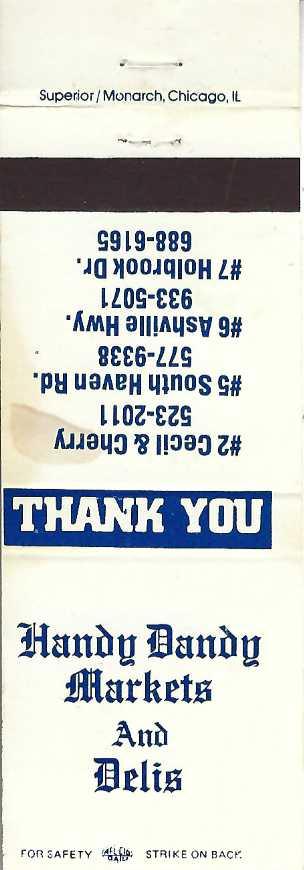 Superior/Monarch, Chicago, IL
#2 Cecil & Cherry
523-2011
#5 South Haven Rd.
577-9338
#6 Ashville Hwy.
933-5071
#7 Holbrook Dr.
688-6165
THANK YOU
Handy Dandy
Markets
And
Delis
FOR SAFETY STRIKE ON BACK